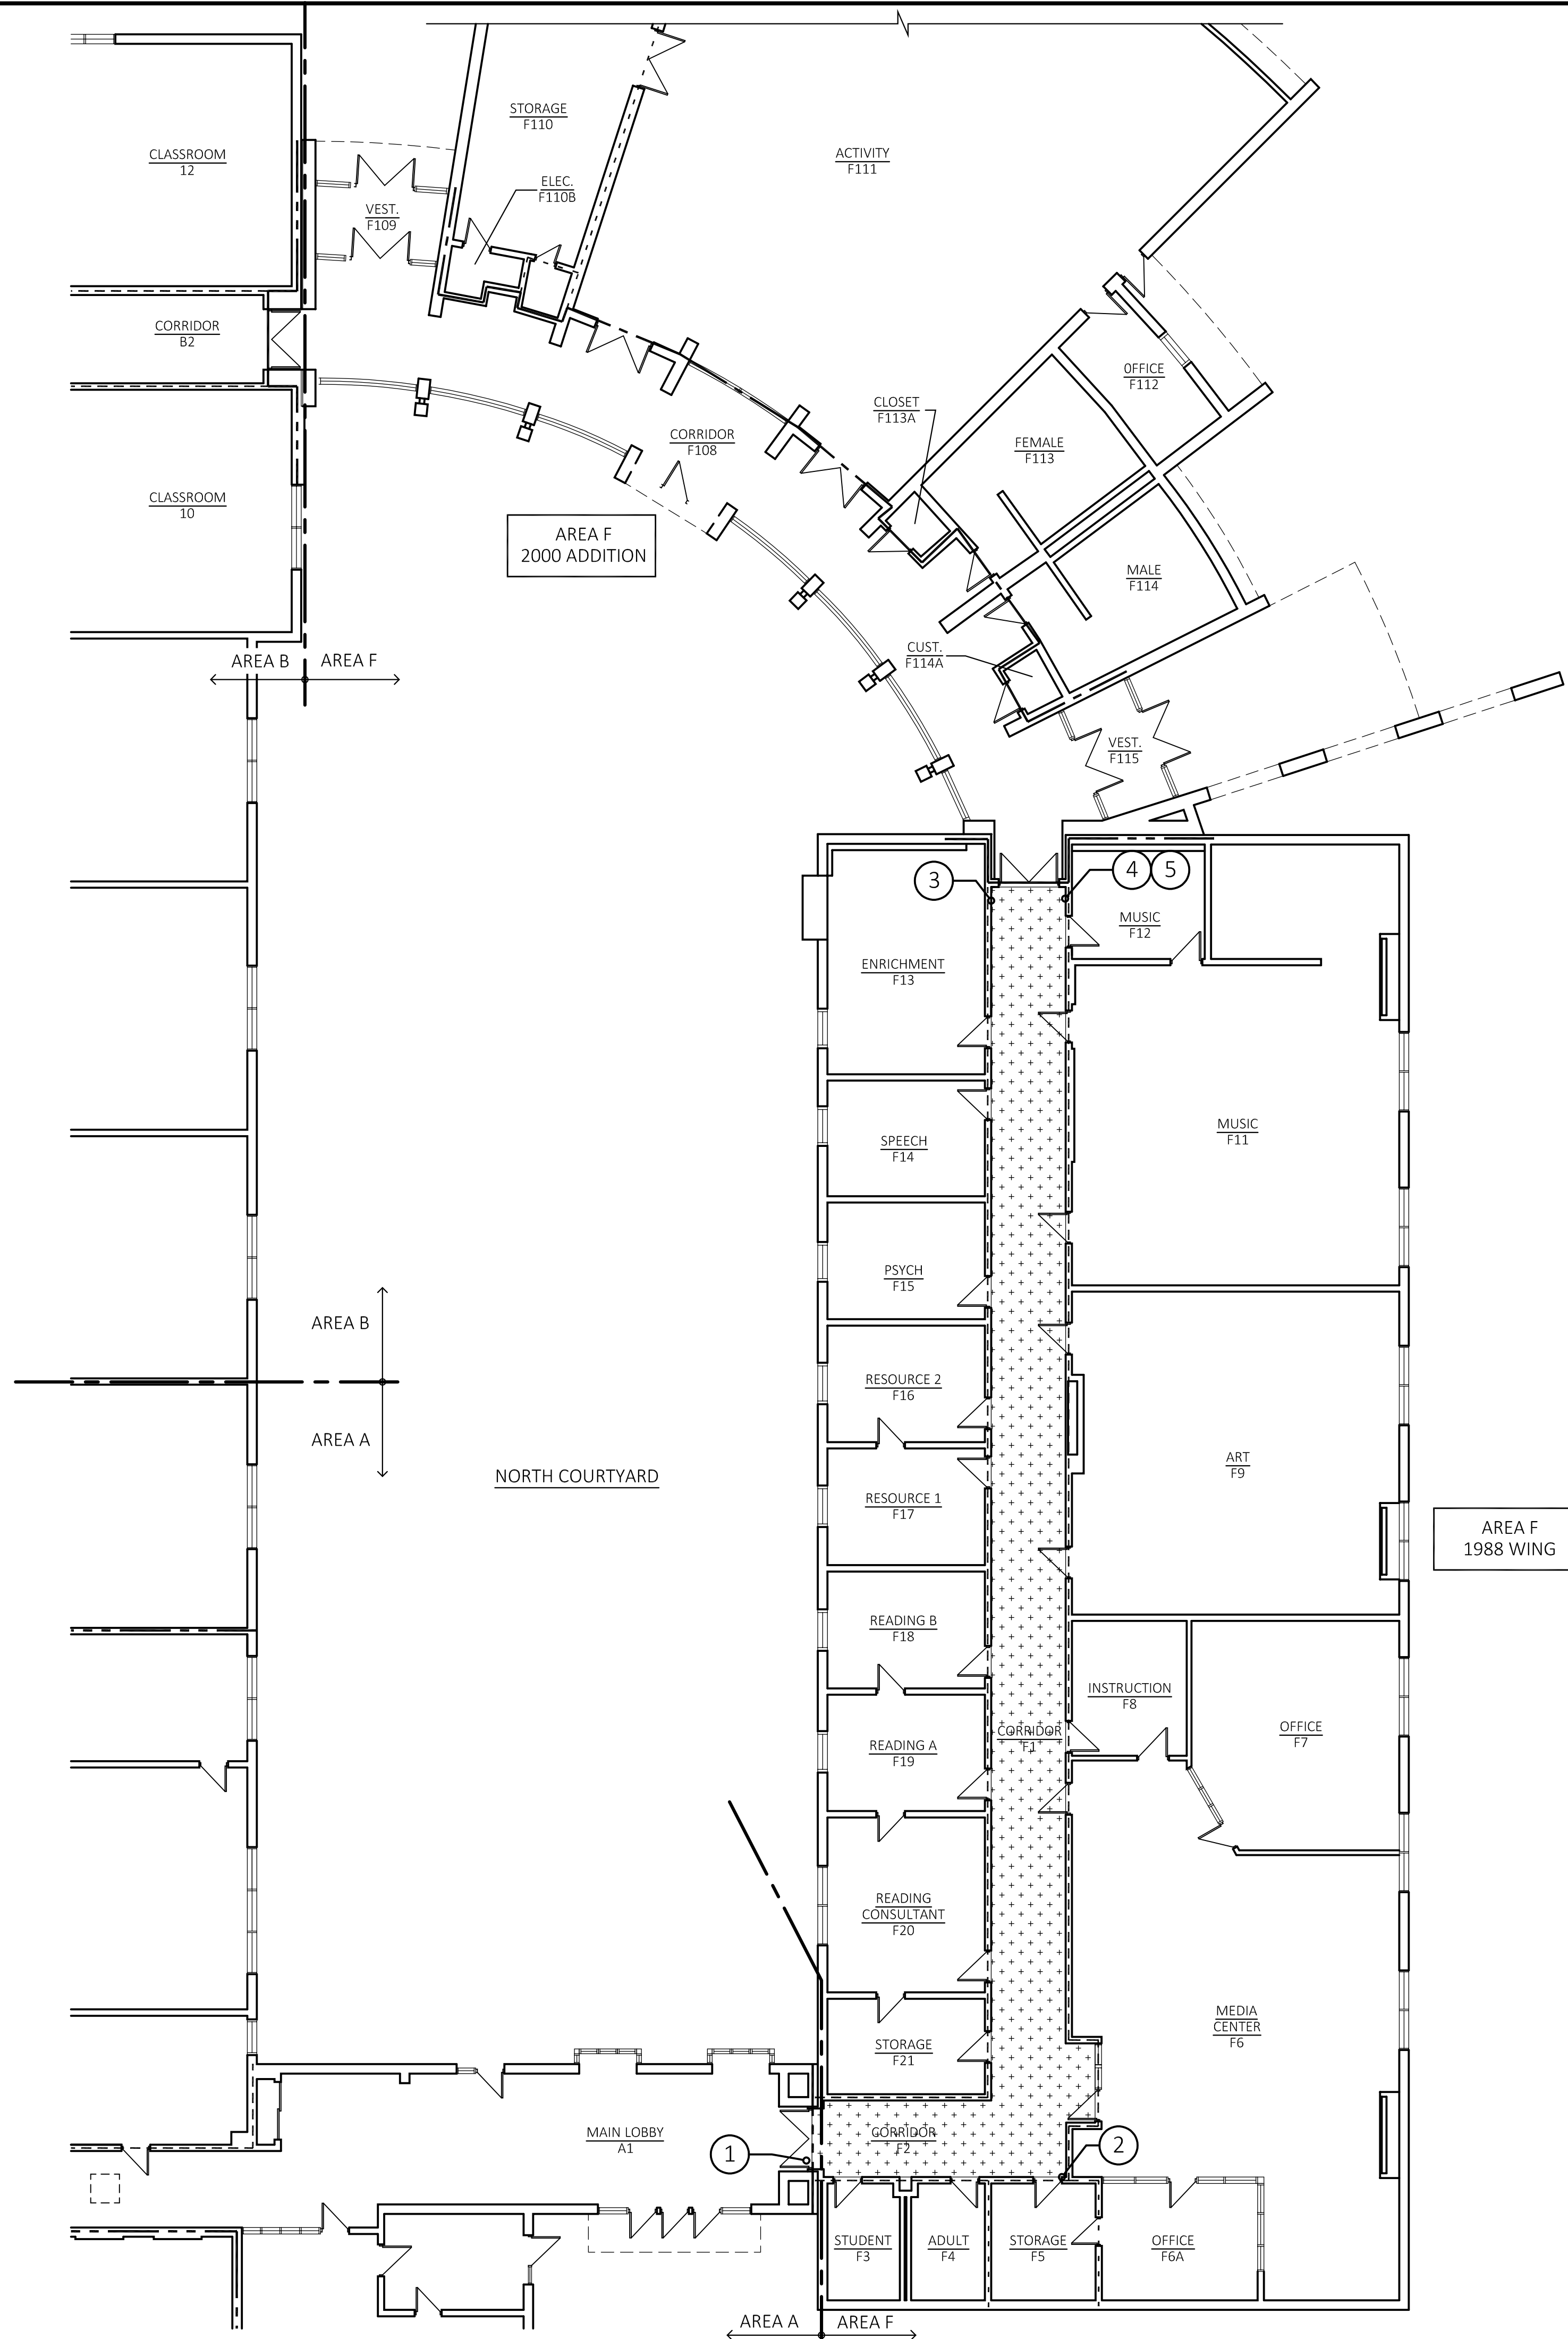 STORAGE
F110
CLASSROOM
12
ACTIVITY
F111
ELEC.
F110B
VEST.
F109
CORRIDOR
B2
0FFICE
F112
CLOSET
F113A
CORRIDOR
F108
FEMALE
F113
CLASSROOM
10
AREA F
2000 ADDITION
MALE
F114
CUST.
F114A
AREA B
AREA F
VEST.
F115
3
4
5
MUSIC
F12
ENRICHMENT
F13
MUSIC
F11
SPEECH
F14
PSYCH
F15
AREA B
RESOURCE 2
F16
AREA A
ART
F9
NORTH COURTYARD
RESOURCE 1
F17
AREA F
1988 WING
READING B
F18
INSTRUCTION
F8
OFFICE
F7
CORRIDOR
F1
READING A
F19
READING
CONSULTANT
F20
MEDIA
CENTER
F6
STORAGE
F21
MAIN LOBBY
A1
CORRIDOR
F2
1
2
STUDENT
F3
ADULT
F4
STORAGE
F5
OFFICE
F6A
AREA A
AREA F